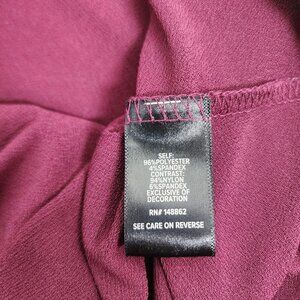 SELF:
96%POLYESTER
4%SPANDEX
CONTRAST:
94%NYLON
6%SPANDEX
EXCLUSIVE OF
DECORATION
RN# 148862
SEE CARE ON REVERSE